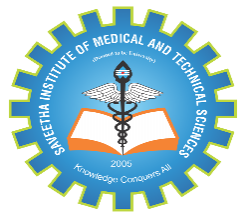 SAVEETHA INSTITUTE OF MEDICAL AND TECHNICAL SCIENCES
2005
Knowledge Conquers All